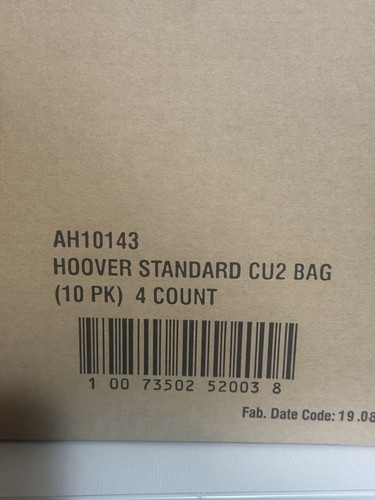 AH10143
HOOVER STANDARD CU2 BAG
(10 PK) 4 COUNT
1 00 73502 52003 8
Fab. Date Code: 19.08